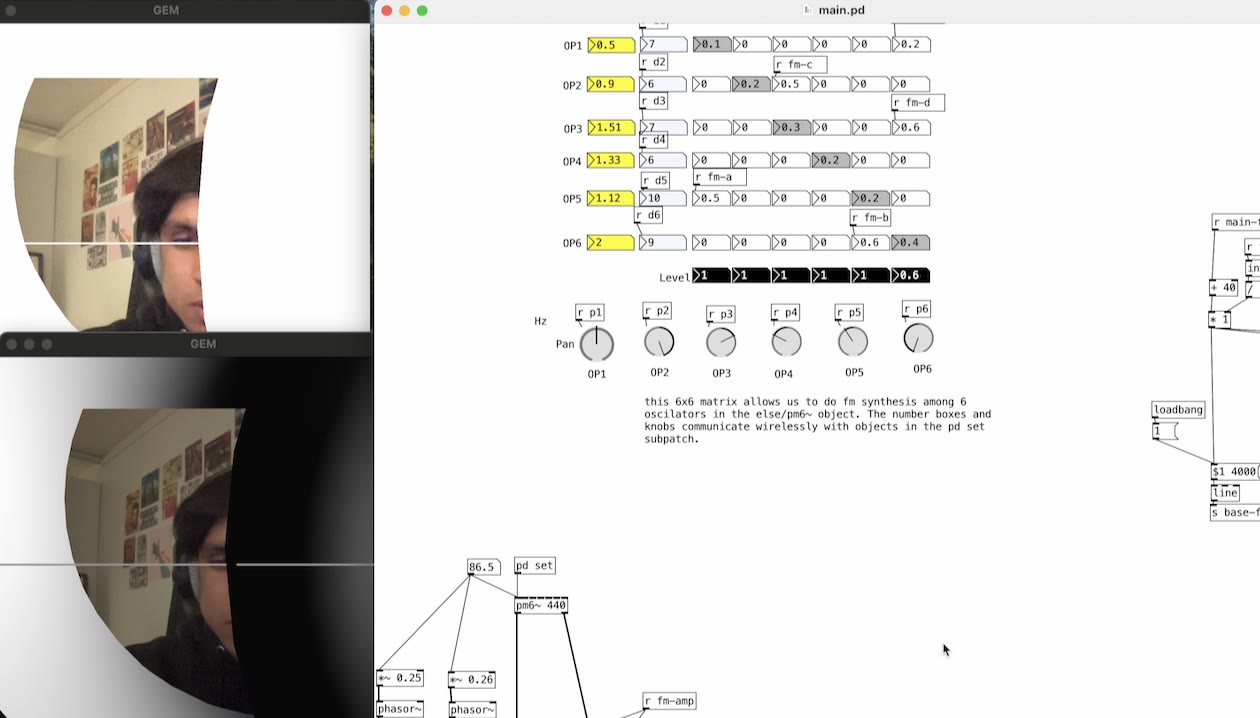 GEM
main.pd
OP1 0.5 7 0.1 0 0 0 0 0.2
r d2
r fm-c
OP2 0.9 6 0 0.2 0.5 0 0 0
r d3
r fm-d
OP3 1.51 7 0 0 0.3 0 0 0.6
r d4
OP4 1.33 6 0 0 0 0.2 0 0
r fm-a
r d5
OP5 1.12 10 0.5 0 0 0 0.2 0
r d6
r fm-b
r main-
OP6 2 9 0 0 0 0 0.6 0.4
r
in
Level 1 1 1 1 1 0.6
+ 40
/
r p1 r p2 r p3 r p4 r p5 r p6
Hz
* 1
GEM
Pan
OP1 OP2 OP3 OP4 OP5 OP6
this 6x6 matrix allows us to do fm synthesis among 6
oscilators in the else/pm6~ object. The number boxes and
knobs communicate wirelessly with objects in the pd set
subpatch.
loadbang
1
$1 4000
line
s base-f
86.5
pd set
pm6~ 440
*~ 0.25
*~ 0.26
phasor~
phasor~
r fm-amp